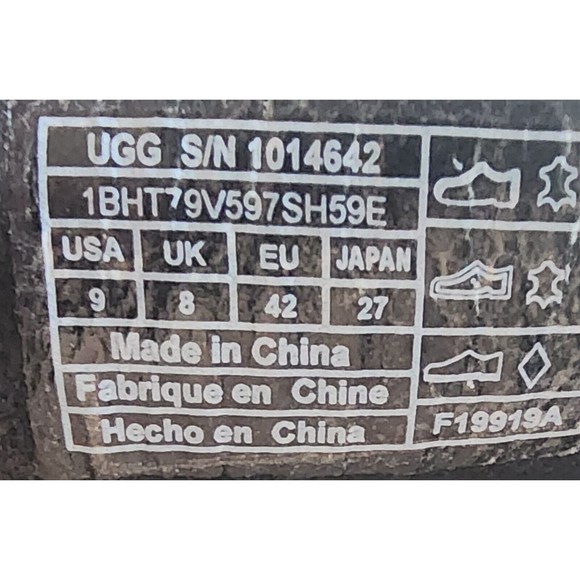 UGG S/N 1014642
1BHT79V597SH59E
USA UK EU JAPAN
9 8 42 27
Made in China
Fabrique en Chine
Hecho en China
F19919A